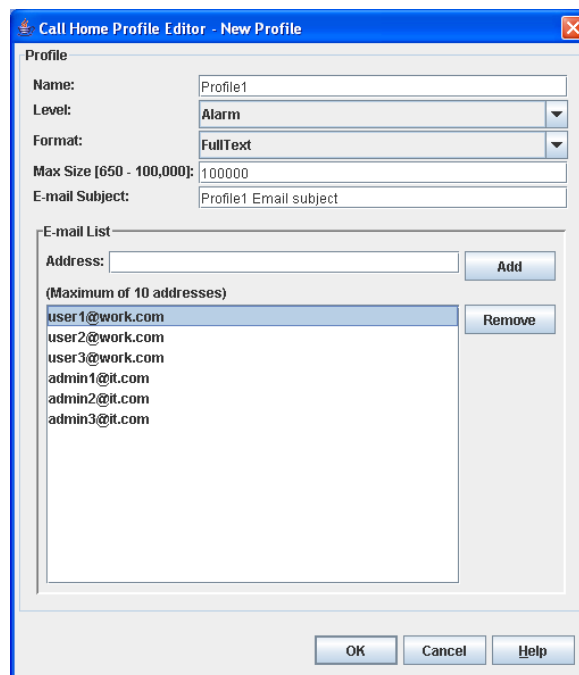 Call Home Profile Editor - New Profile
Profile
Name: Profile1
Level: Alarm
Format: FullText
Max Size [650 - 100,000]: 100000
E-mail Subject: Profile1 Email subject
E-mail List
Address: Add
(Maximum of 10 addresses)
user1@work.com Remove
user2@work.com
user3@work.com
admin1@it.com
admin2@it.com
admin3@it.com
OK Cancel Help